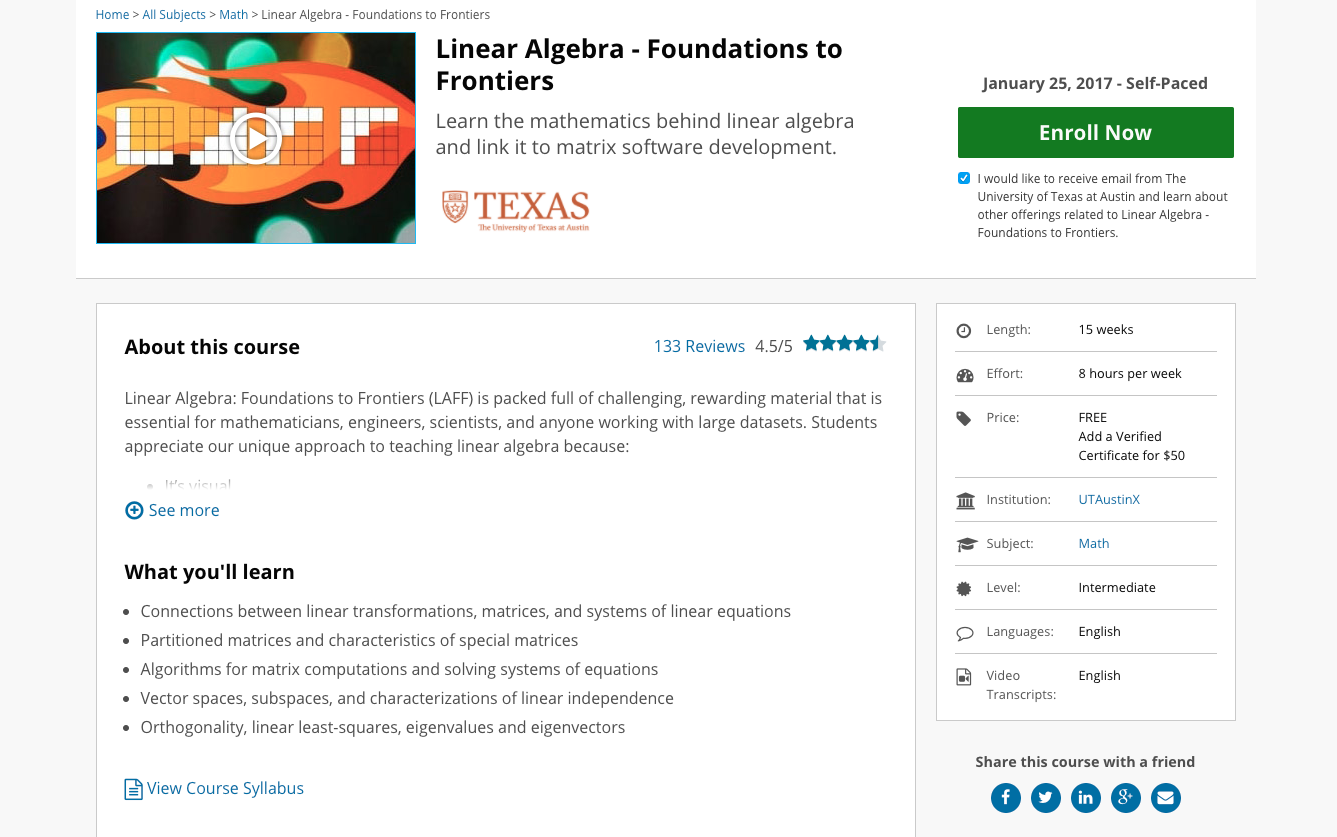 Home > All Subjects > Math > Linear Algebra - Foundations to Frontiers
Linear Algebra - Foundations to
Frontiers
Learn the mathematics behind linear algebra
and link it to matrix software development.
TEXAS
The University of Texas at Austin
January 25, 2017 - Self-Paced
Enroll Now
I would like to receive email from The
University of Texas at Austin and learn about
other offerings related to Linear Algebra -
Foundations to Frontiers.
About this course
133 Reviews 4.5/5
Linear Algebra: Foundations to Frontiers (LAFF) is packed full of challenging, rewarding material that is
essential for mathematicians, engineers, scientists, and anyone working with large datasets. Students
appreciate our unique approach to teaching linear algebra because:
• It's visual
See more
What you'll learn
• Connections between linear transformations, matrices, and systems of linear equations
• Partitioned matrices and characteristics of special matrices
• Algorithms for matrix computations and solving systems of equations
• Vector spaces, subspaces, and characterizations of linear independence
• Orthogonality, linear least-squares, eigenvalues and eigenvectors
View Course Syllabus
Length: 15 weeks
Effort: 8 hours per week
Price: FREE
Add a Verified
Certificate for $50
Institution: UTAustinX
Subject: Math
Level: Intermediate
Languages: English
Video English
Transcripts:
Share this course with a friend